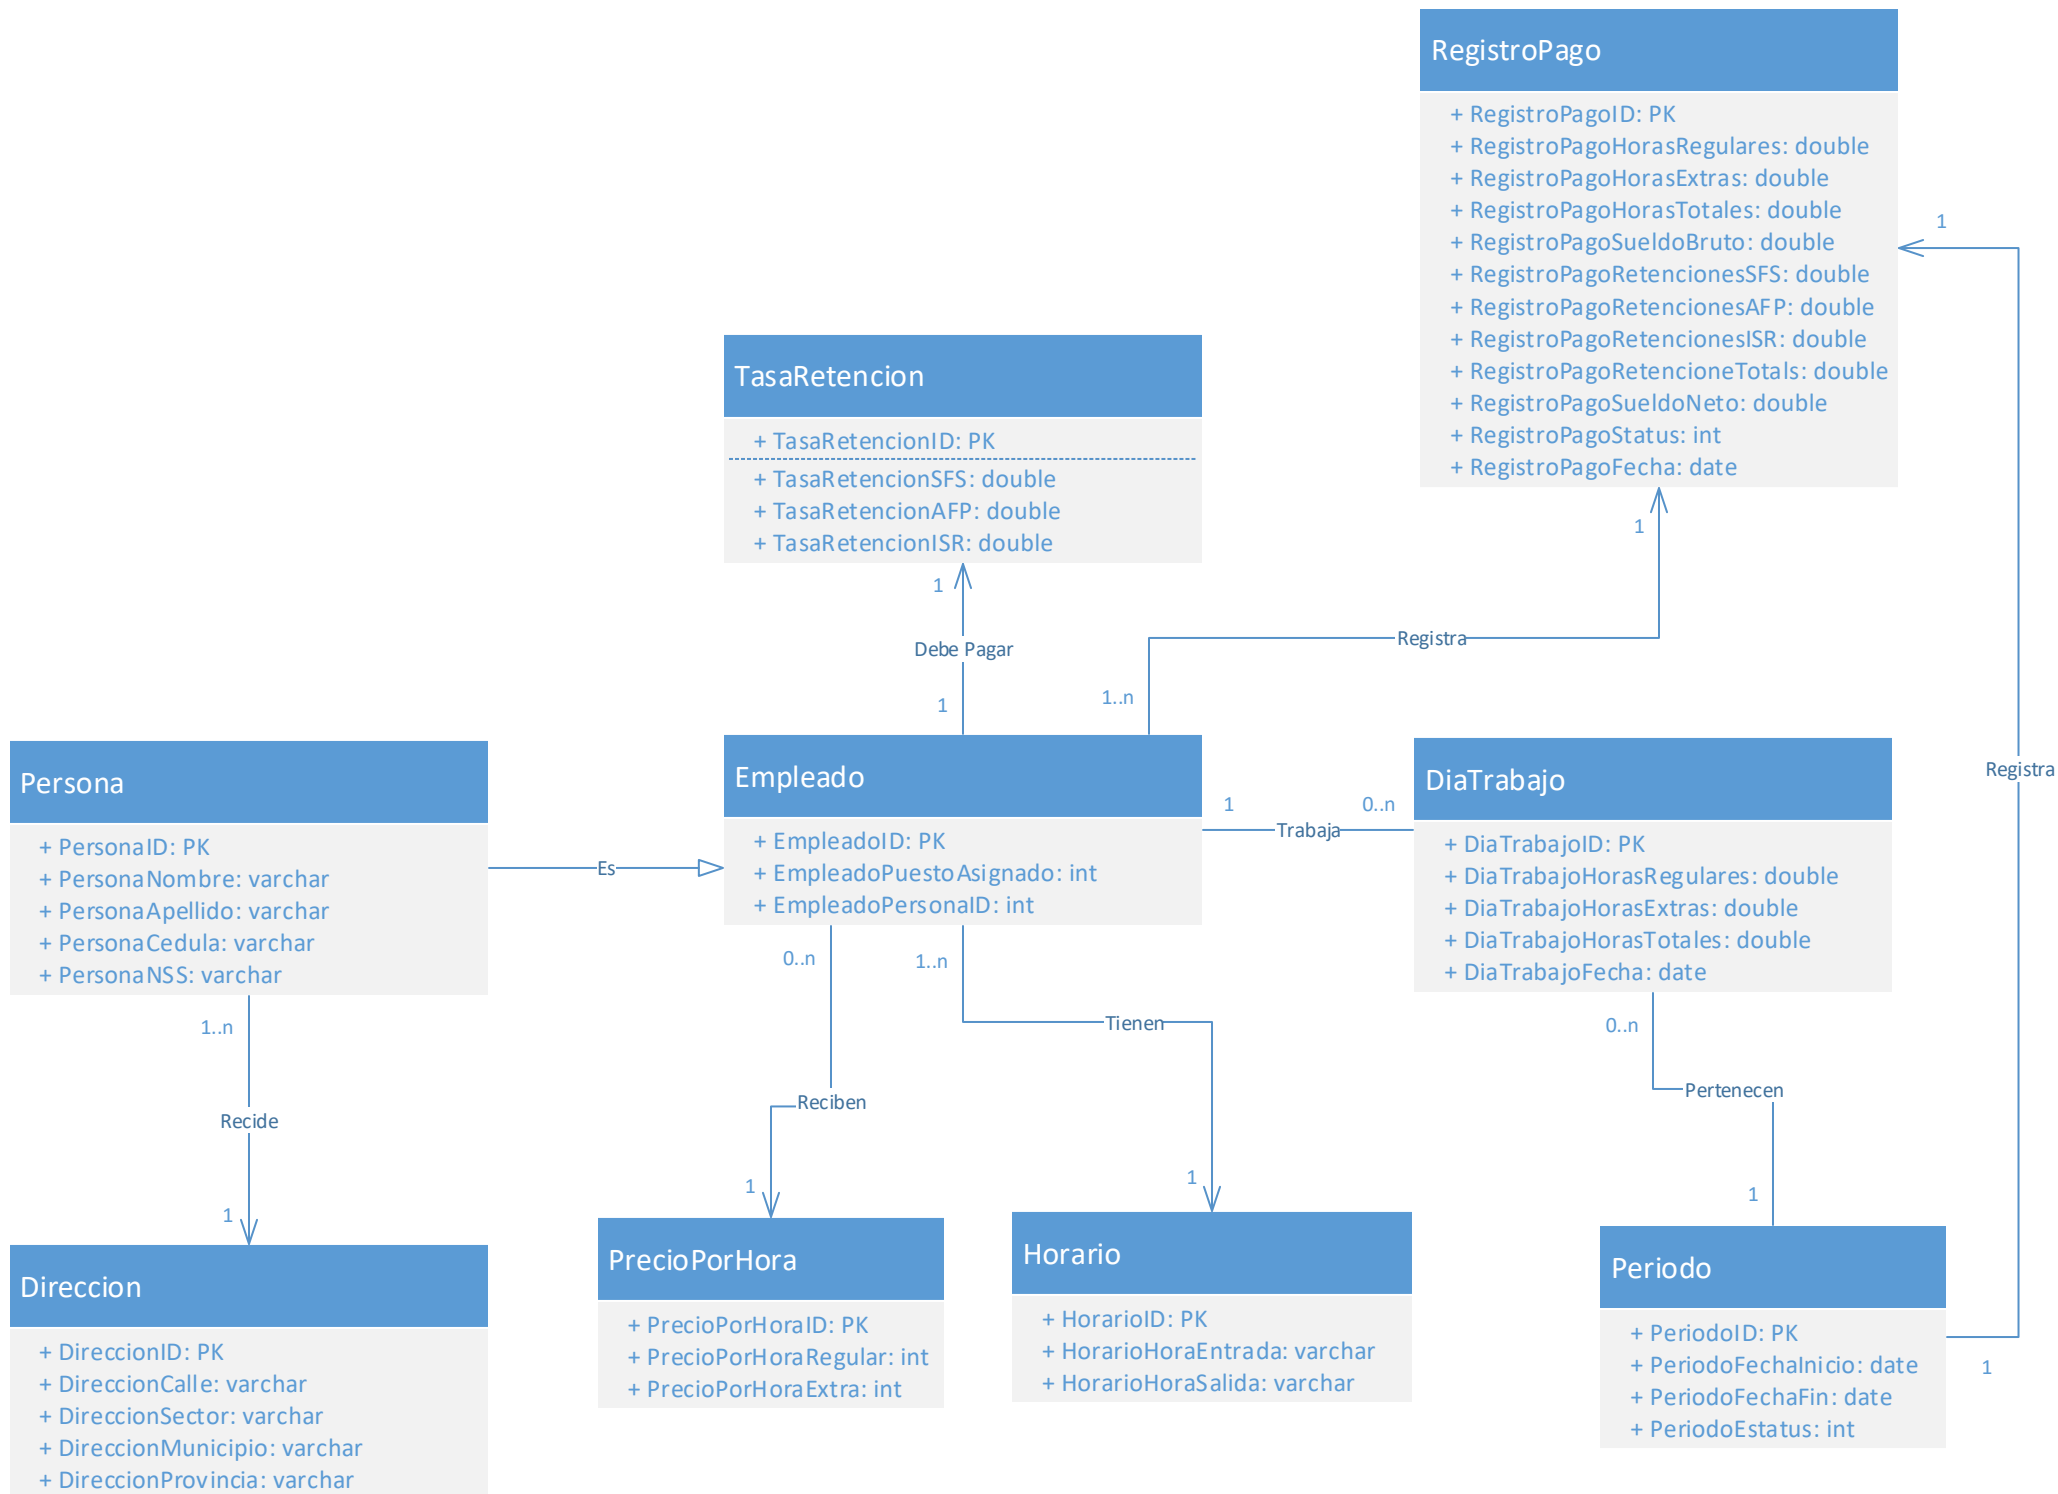 RegistroPago
+ RegistroPagoID: PK
+ RegistroPagoHorasRegulares: double
+ RegistroPagoHorasExtras: double
+ RegistroPagoHorasTotales: double
+ RegistroPagoSueldoBruto: double
+ RegistroPagoRetencionesSFS: double
+ RegistroPagoRetencionesAFP: double
+ RegistroPagoRetencionesISR: double
+ RegistroPagoRetencioneTotals: double
+ RegistroPagoSueldoNeto: double
+ RegistroPagoStatus: int
+ RegistroPagoFecha: date
1
1
TasaRetencion
+ TasaRetencionID: PK
+ TasaRetencionSFS: double
+ TasaRetencionAFP: double
+ TasaRetencionISR: double
1
Debe Pagar
1
Registra
1..n
Registra
Persona
+ PersonaID: PK
+ PersonaNombre: varchar
+ PersonaApellido: varchar
+ PersonaCedula: varchar
+ PersonaNSS: varchar
Es
Empleado
+ EmpleadoID: PK
+ EmpleadoPuestoAsignado: int
+ EmpleadoPersonaID: int
1
Trabaja
0..n
DiaTrabajo
+ DiaTrabajoID: PK
+ DiaTrabajoHorasRegulares: double
+ DiaTrabajoHorasExtras: double
+ DiaTrabajoHorasTotales: double
+ DiaTrabajoFecha: date
1..n
Recide
1
0..n
Reciben
1
1..n
Tienen
1
0..n
Pertenecen
1
Direccion
+ DireccionID: PK
+ DireccionCalle: varchar
+ DireccionSector: varchar
+ DireccionMunicipio: varchar
+ DireccionProvincia: varchar
PrecioPorHora
+ PrecioPorHoraID: PK
+ PrecioPorHoraRegular: int
+ PrecioPorHoraExtra: int
Horario
+ HorarioID: PK
+ HorarioHoraEntrada: varchar
+ HorarioHoraSalida: varchar
Periodo
+ PeriodoID: PK
+ PeriodoFechaInicio: date
+ PeriodoFechaFin: date
+ PeriodoEstatus: int
1